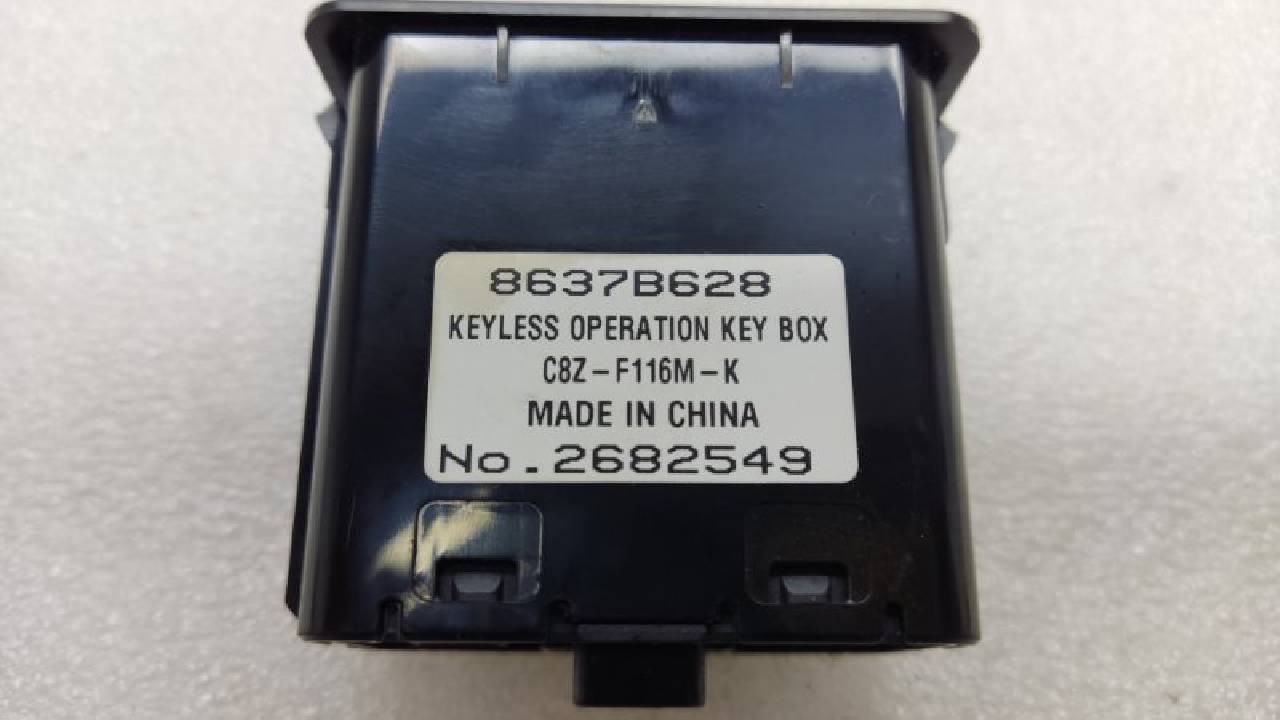 8637B628
KEYLESS OPERATION KEY BOX
C8Z-F116M-K
MADE IN CHINA
No.2682549